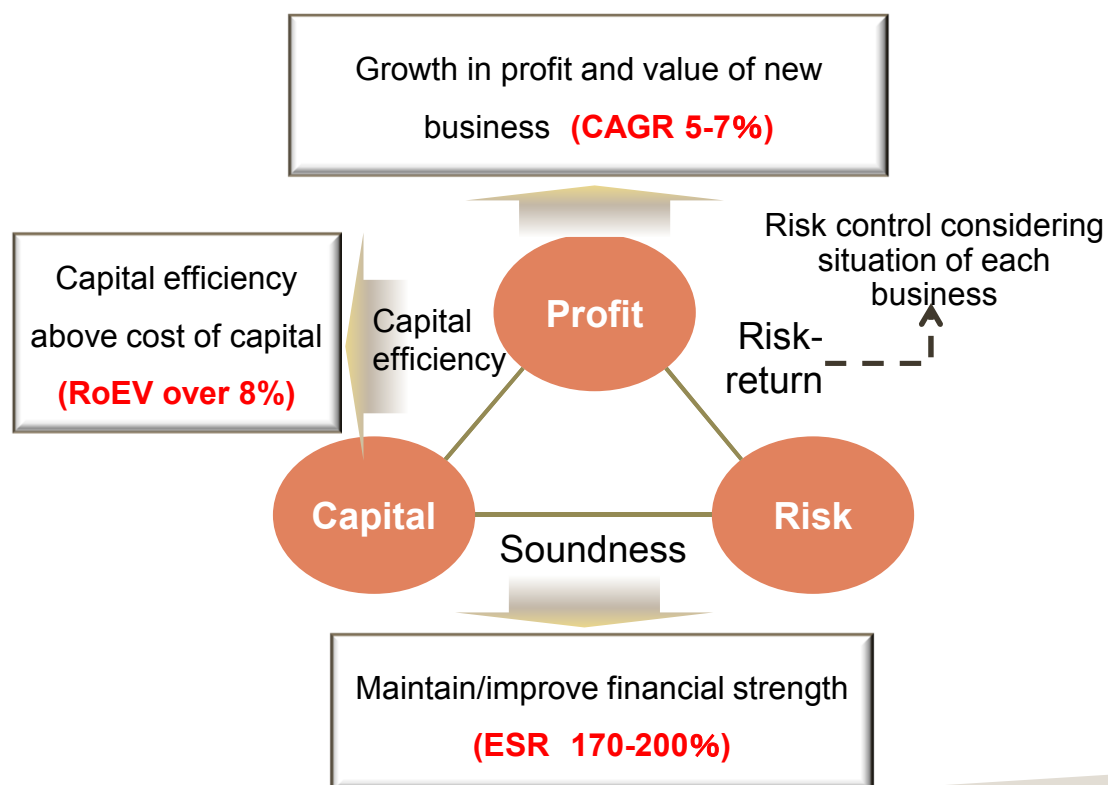 Growth in profit and value of new
business (CAGR 5-7%)
Risk control considering
situation of each
business
Capital efficiency
above cost of capital
(RoEV over 8%)
Capital
efficiency
Profit
Risk-
return
Capital
Risk
Soundness
Maintain/improve financial strength
(ESR 170-200%)